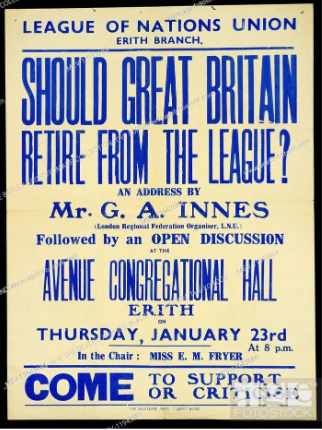 LEAGUE OF NATIONS UNION
ERITH BRANCH.
SHOULD GREAT BRITAIN
RETIRE FROM THE LEAGUE?
AN ADDRESS BY
Mr. G. A. INNES
(London Regional Federation Organiser, L.N.U.)
Followed by an OPEN DISCUSSION
AT THE
AVENUE CONGREGATIONAL HALL
ERITH
ON
THURSDAY, JANUARY 23rd
At 8 p.m.
In the Chair : MISS E. M. FRYER
COME TO SUPPORT
OR CRITICISE
age fotostock